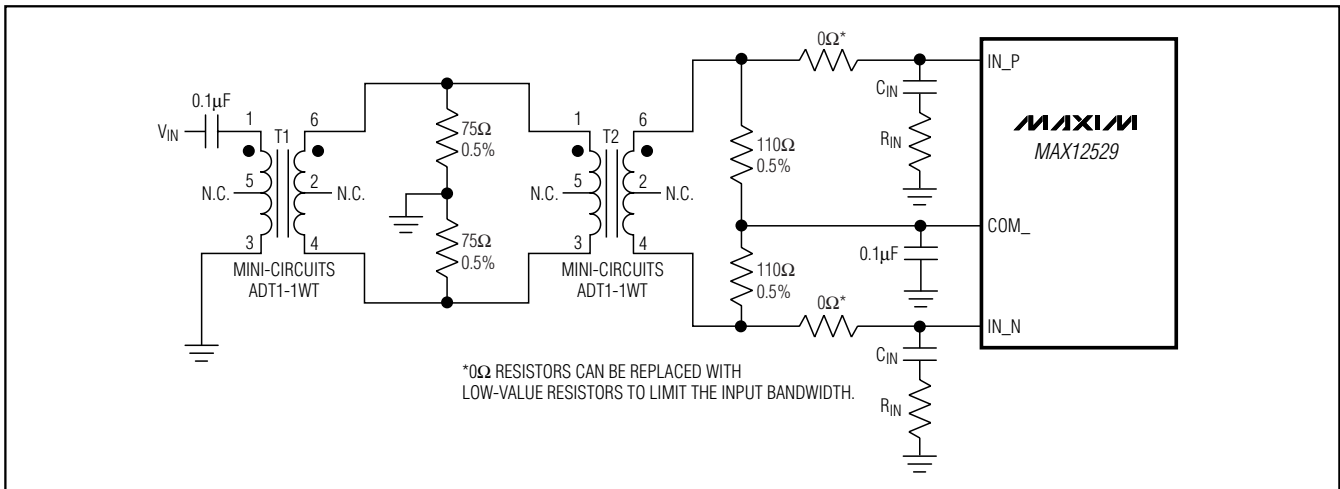 0Ω*
IN_P
C_IN
R_IN
MAXIM
MAX12529
0.1μF
V_IN
1
6
T1
5
2
N.C.
N.C.
3
4
MINI-CIRCUITS
ADT1-1WT
75Ω
0.5%
75Ω
0.5%
1
6
T2
5
2
N.C.
N.C.
3
4
MINI-CIRCUITS
ADT1-1WT
110Ω
0.5%
COM_
0.1μF
110Ω
0.5%
0Ω*
IN_N
C_IN
R_IN
*0Ω RESISTORS CAN BE REPLACED WITH
LOW-VALUE RESISTORS TO LIMIT THE INPUT BANDWIDTH.